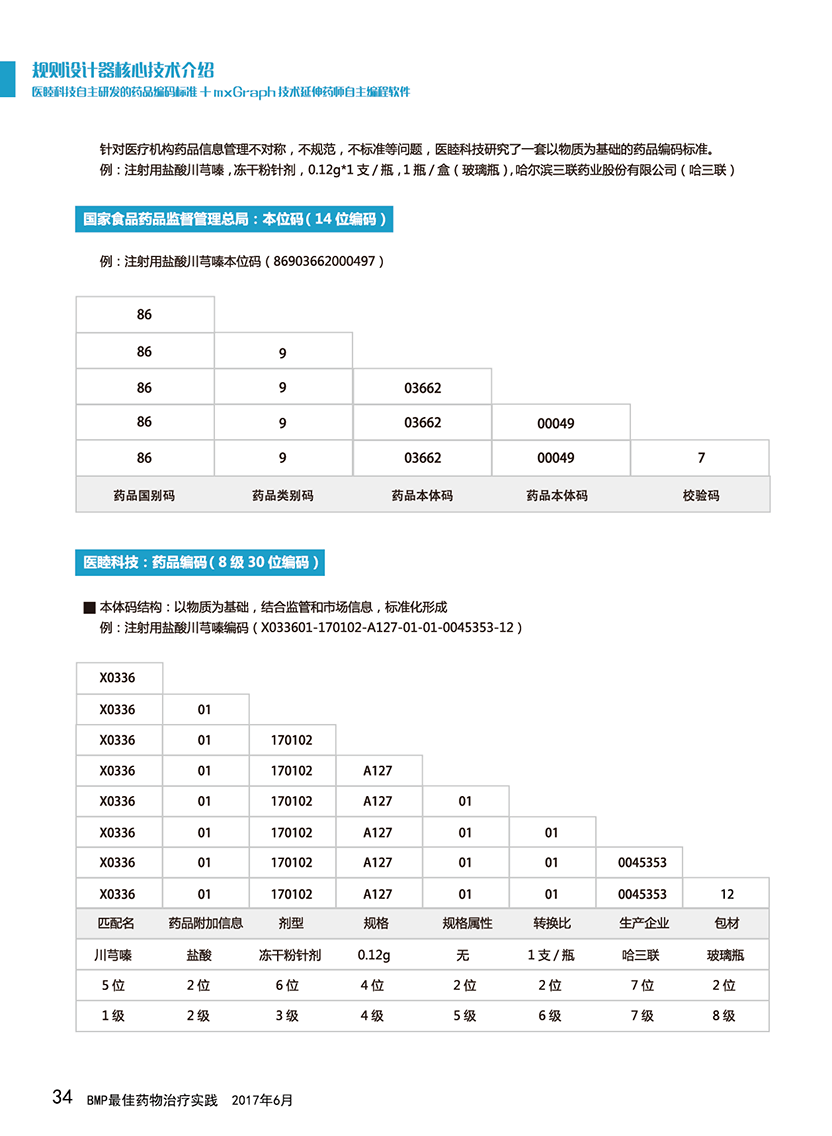 规则设计器核心技术介绍
医睦科技自主研发的药品编码标准 + mxGraph 技术延伸药师自主编程软件
针对医疗机构药品信息管理不对称，不规范，不标准等问题，医睦科技研究了一套以物质为基础的药品编码标准。
例：注射用盐酸川芎嗪，冻干粉针剂，0.12g*1 支 / 瓶，1 瓶 / 盒（玻璃瓶），哈尔滨三联药业股份有限公司（哈三联）
国家食品药品监督管理总局：本位码（14 位编码）
例：注射用盐酸川芎嗪本位码（86903662000497）
86
86 9
86 9 03662
86 9 03662 00049
86 9 03662 00049 7
药品国别码 药品类别码 药品本体码 药品本体码 校验码
医睦科技：药品编码（8 级 30 位编码）
■ 本体码结构：以物质为基础，结合监管和市场信息，标准化形成
例：注射用盐酸川芎嗪编码（X033601-170102-A127-01-01-0045353-12）
X0336
X0336 01
X0336 01 170102
X0336 01 170102 A127
X0336 01 170102 A127 01
X0336 01 170102 A127 01 01
X0336 01 170102 A127 01 01 0045353
X0336 01 170102 A127 01 01 0045353 12
匹配名 药品附加信息 剂型 规格 规格属性 转换比 生产企业 包材
川芎嗪 盐酸 冻干粉针剂 0.12g 无 1 支 / 瓶 哈三联 玻璃瓶
5 位 2 位 6 位 4 位 2 位 2 位 7 位 2 位
1 级 2 级 3 级 4 级 5 级 6 级 7 级 8 级
34 BMP最佳药物治疗实践 2017年6月